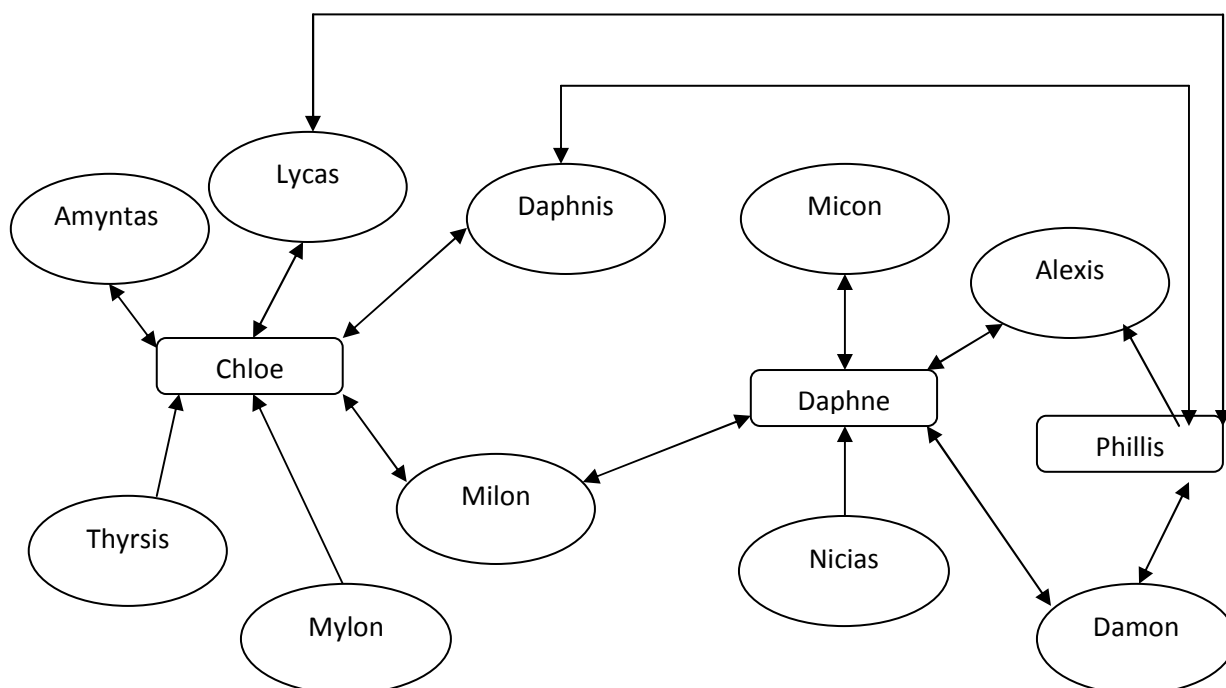 Lycas
Daphnis
Micon
Amyntas
Alexis
Chloe
Daphne
Phillis
Milon
Thyrsis
Nicias
Mylon
Damon